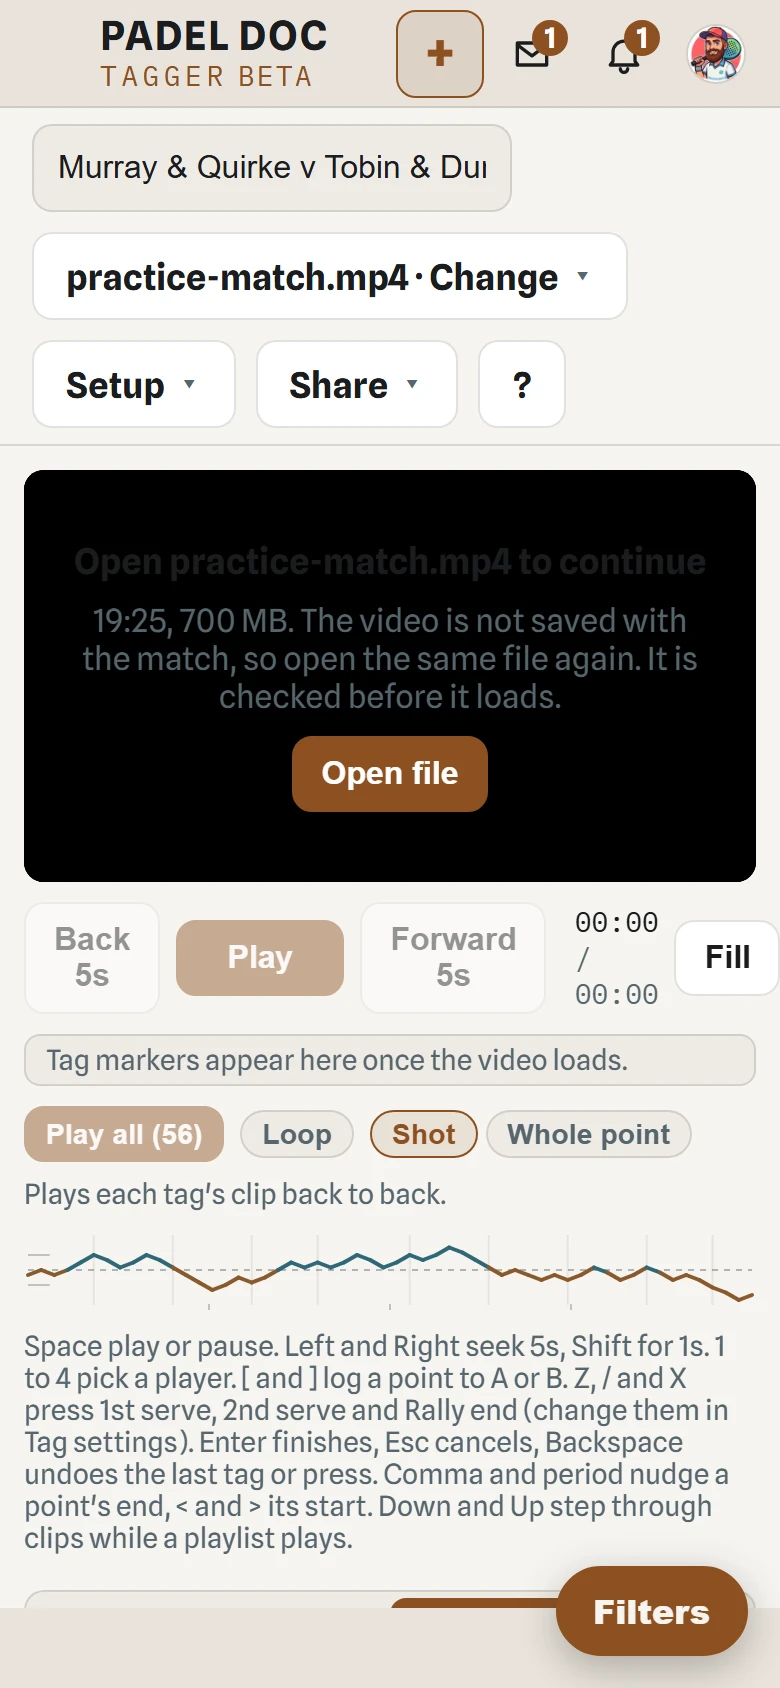 PADEL DOC
TAGGER BETA
+
1
1
Murray & Quirke v Tobin &
practice-match.mp4 · Change
Setup
Share
?
Open practice-match.mp4 to continue
19:25, 700 MB. The video is not saved with
the match, so open the same file again. It is
checked before it loads.
Open file
Back
5s
Play
Forward
5s
00:00
/
00:00
Fill
Tag markers appear here once the video loads.
Play all (56)
Loop
Shot
Whole point
Plays each tag's clip back to back.
Space play or pause. Left and Right seek 5s, Shift for 1s. 1
to 4 pick a player. [ and ] log a point to A or B. Z, / and X
press 1st serve, 2nd serve and Rally end (change them in
Tag settings). Enter finishes, Esc cancels, Backspace
undoes the last tag or press. Comma and period nudge a
point's end, < and > its start. Down and Up step through
clips while a playlist plays.
Filters